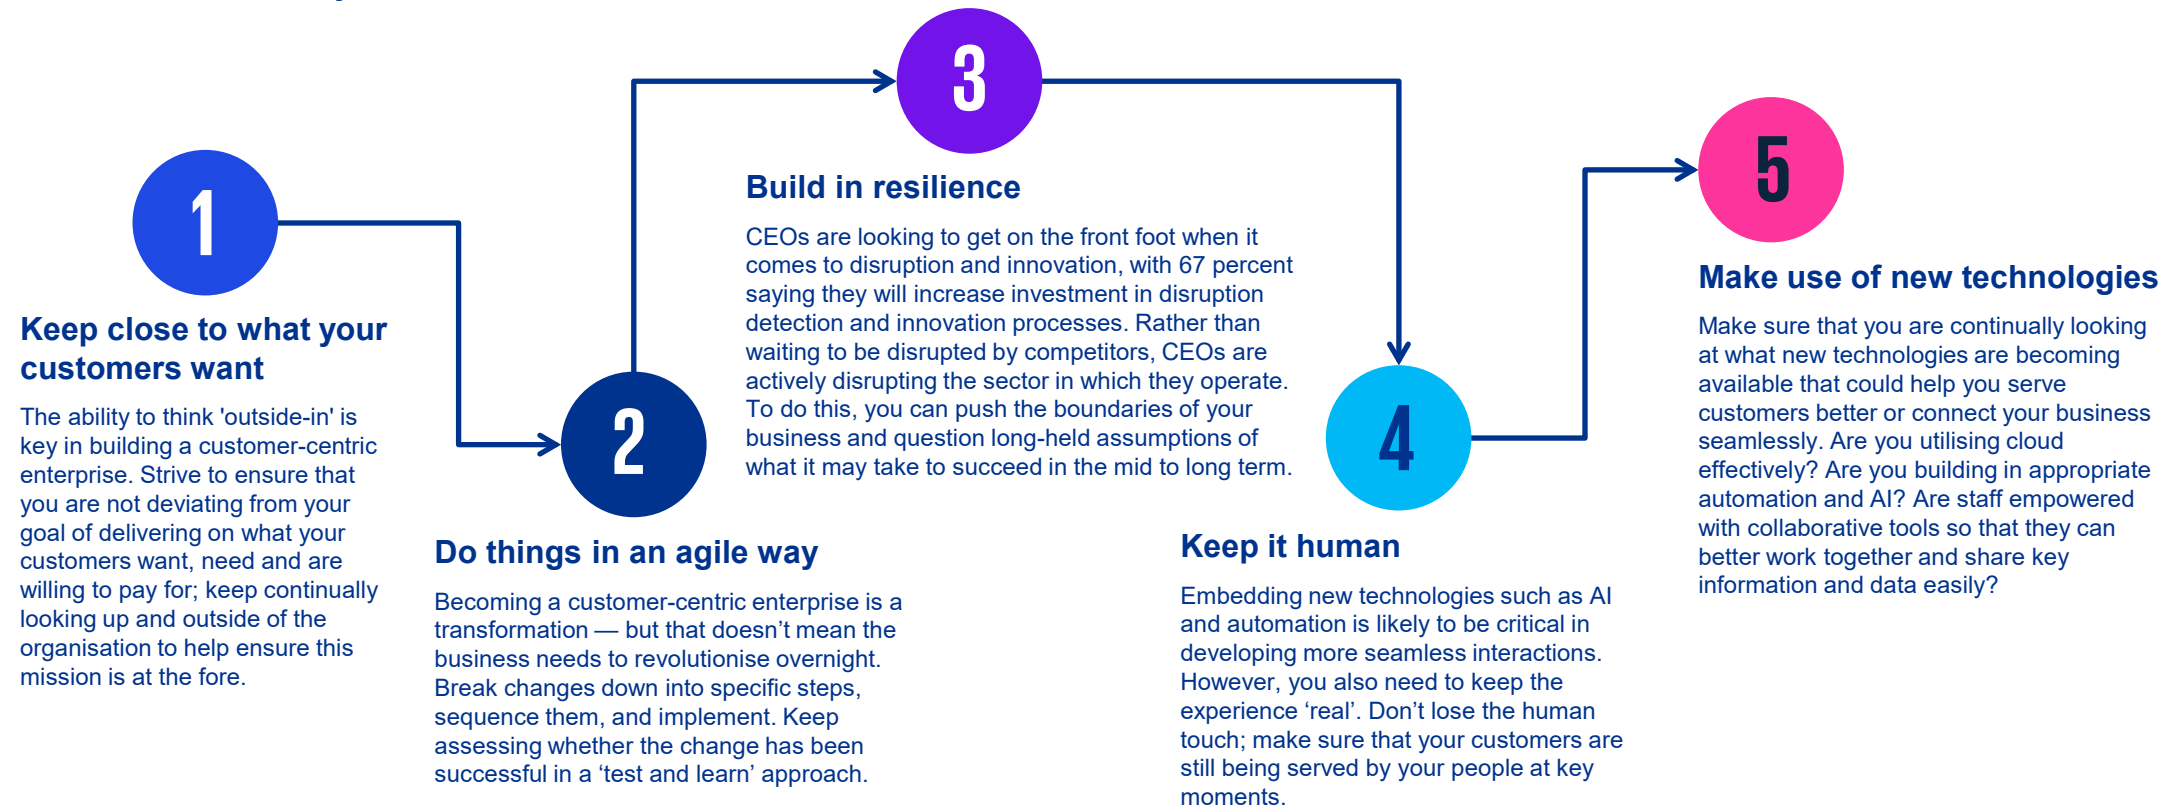 1
Keep close to what your
customers want
The ability to think 'outside-in' is
key in building a customer-centric
enterprise. Strive to ensure that
you are not deviating from your
goal of delivering on what your
customers want, need and are
willing to pay for; keep continually
looking up and outside of the
organisation to help ensure this
mission is at the fore.
2
Do things in an agile way
Becoming a customer-centric enterprise is a
transformation — but that doesn’t mean the
business needs to revolutionise overnight.
Break changes down into specific steps,
sequence them, and implement. Keep
assessing whether the change has been
successful in a ‘test and learn’ approach.
3
Build in resilience
CEOs are looking to get on the front foot when it
comes to disruption and innovation, with 67 percent
saying they will increase investment in disruption
detection and innovation processes. Rather than
waiting to be disrupted by competitors, CEOs are
actively disrupting the sector in which they operate.
To do this, you can push the boundaries of your
business and question long-held assumptions of
what it may take to succeed in the mid to long term.
4
Keep it human
Embedding new technologies such as AI
and automation is likely to be critical in
developing more seamless interactions.
However, you also need to keep the
experience ‘real’. Don’t lose the human
touch; make sure that your customers are
still being served by your people at key
moments.
5
Make use of new technologies
Make sure that you are continually looking
at what new technologies are becoming
available that could help you serve
customers better or connect your business
seamlessly. Are you utilising cloud
effectively? Are you building in appropriate
automation and AI? Are staff empowered
with collaborative tools so that they can
better work together and share key
information and data easily?